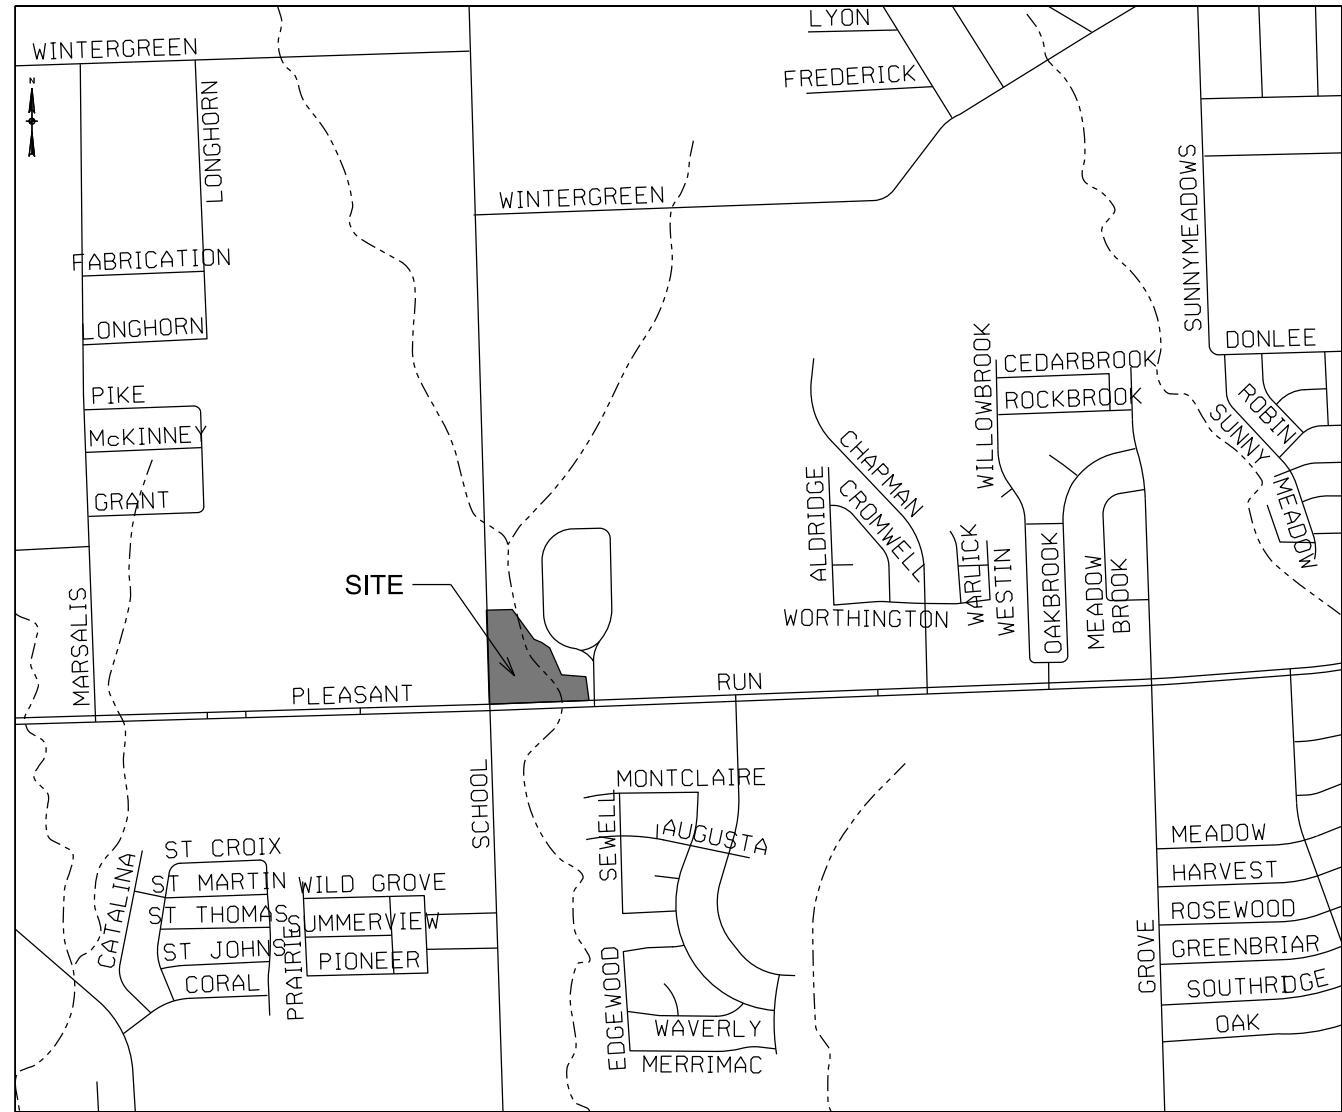 LYON
WINTERGREEN
N
FREDERICK
LONGHORN
SUNNYMEADOWS
WINTERGREEN
FABRICATION
LONGHORN
DONLEE
WILLOWBROOK
CEDARBROOK
PIKE
ROCKBROOK
ROBIN
McKINNEY
SUNNY MEADOW
CHAPMAN
GRANT
CROMWELL
ALDRIDGE
WARLICK
WESTIN
OAKBROOK
MEADOW
BROOK
SITE
MARSALIS
WORTHINGTON
PLEASANT
RUN
SCHOOL
MONTCLAIRE
SEWELL
AUGUSTA
MEADOW
ST CROIX
CATALINA
ST MARTIN
WILD GROVE
HARVEST
ST THOMAS
SUMMERVIEW
ROSEWOOD
PRAIRIE
ST JOHNS
PIONEER
GROVE
GREENBRIAR
CORAL
EDGEWOOD
SOUTHRIDGE
WAVERLY
OAK
MERRIMAC